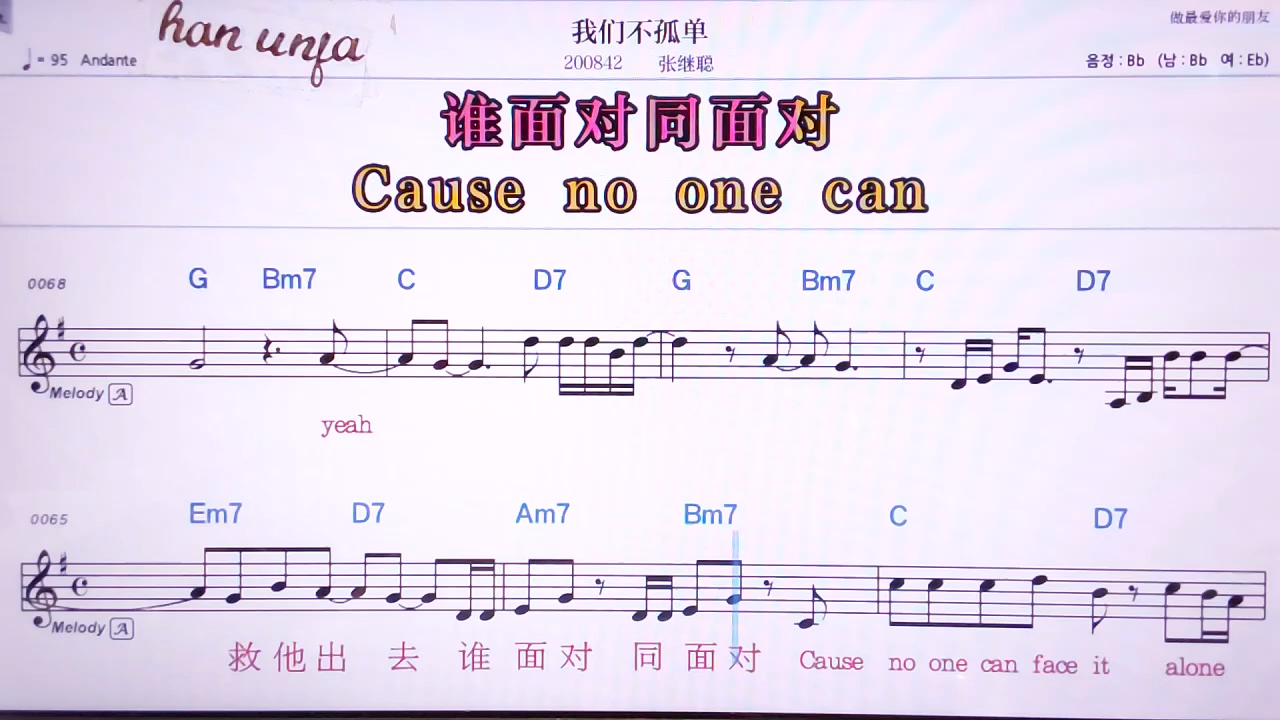 han unja
我们不孤单
做最爱你的朋友
♩= 95 Andante
200842 张继聪
음정 : Bb (남 : Bb 여 : Eb)
谁面对同面对
Cause no one can
0068 G Bm7 C D7 G Bm7 C D7
Melody A
yeah
0065 Em7 D7 Am7 Bm7 C D7
Melody A
救他出 去 谁 面对 同 面对 Cause no one can face it alone